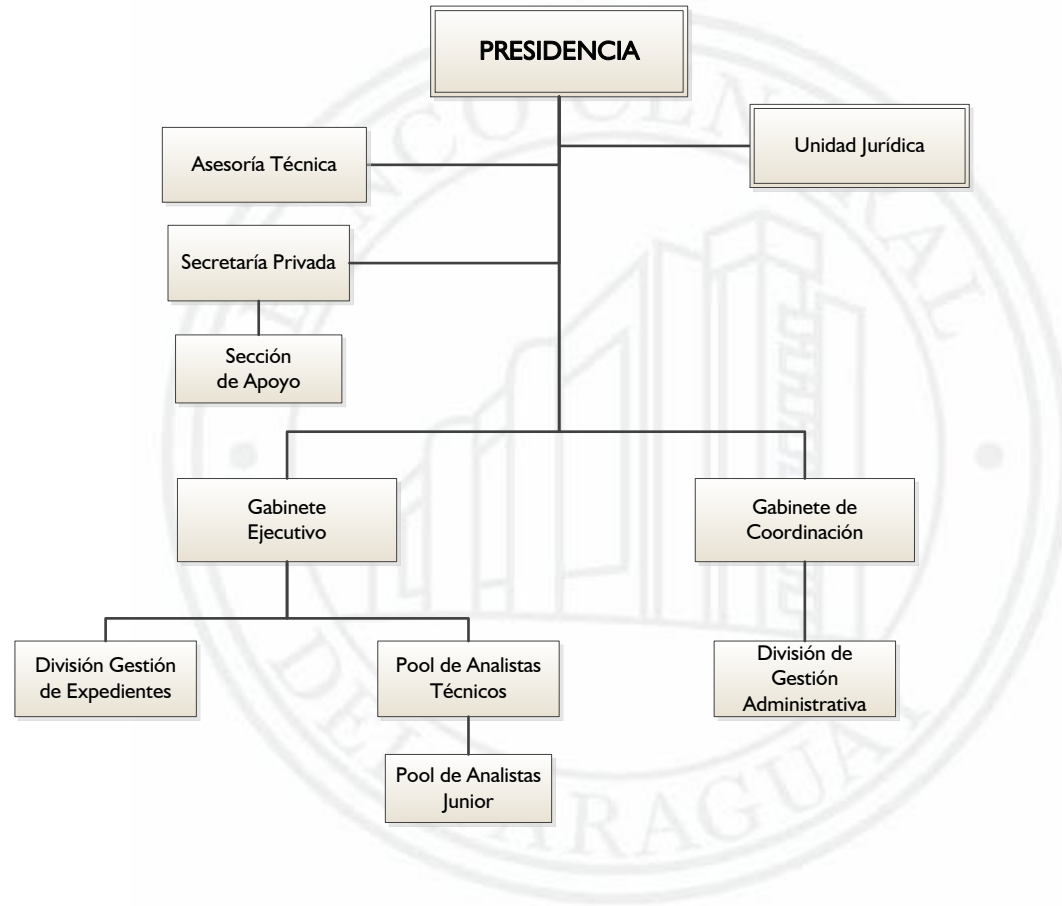 PRESIDENCIA
Unidad Jurídica
Asesoría Técnica
Secretaría Privada
Sección
de Apoyo
Gabinete
Ejecutivo
Gabinete de
Coordinación
División Gestión
de Expedientes
Pool de Analistas
Técnicos
División de
Gestión
Administrativa
Pool de Analistas
Junior